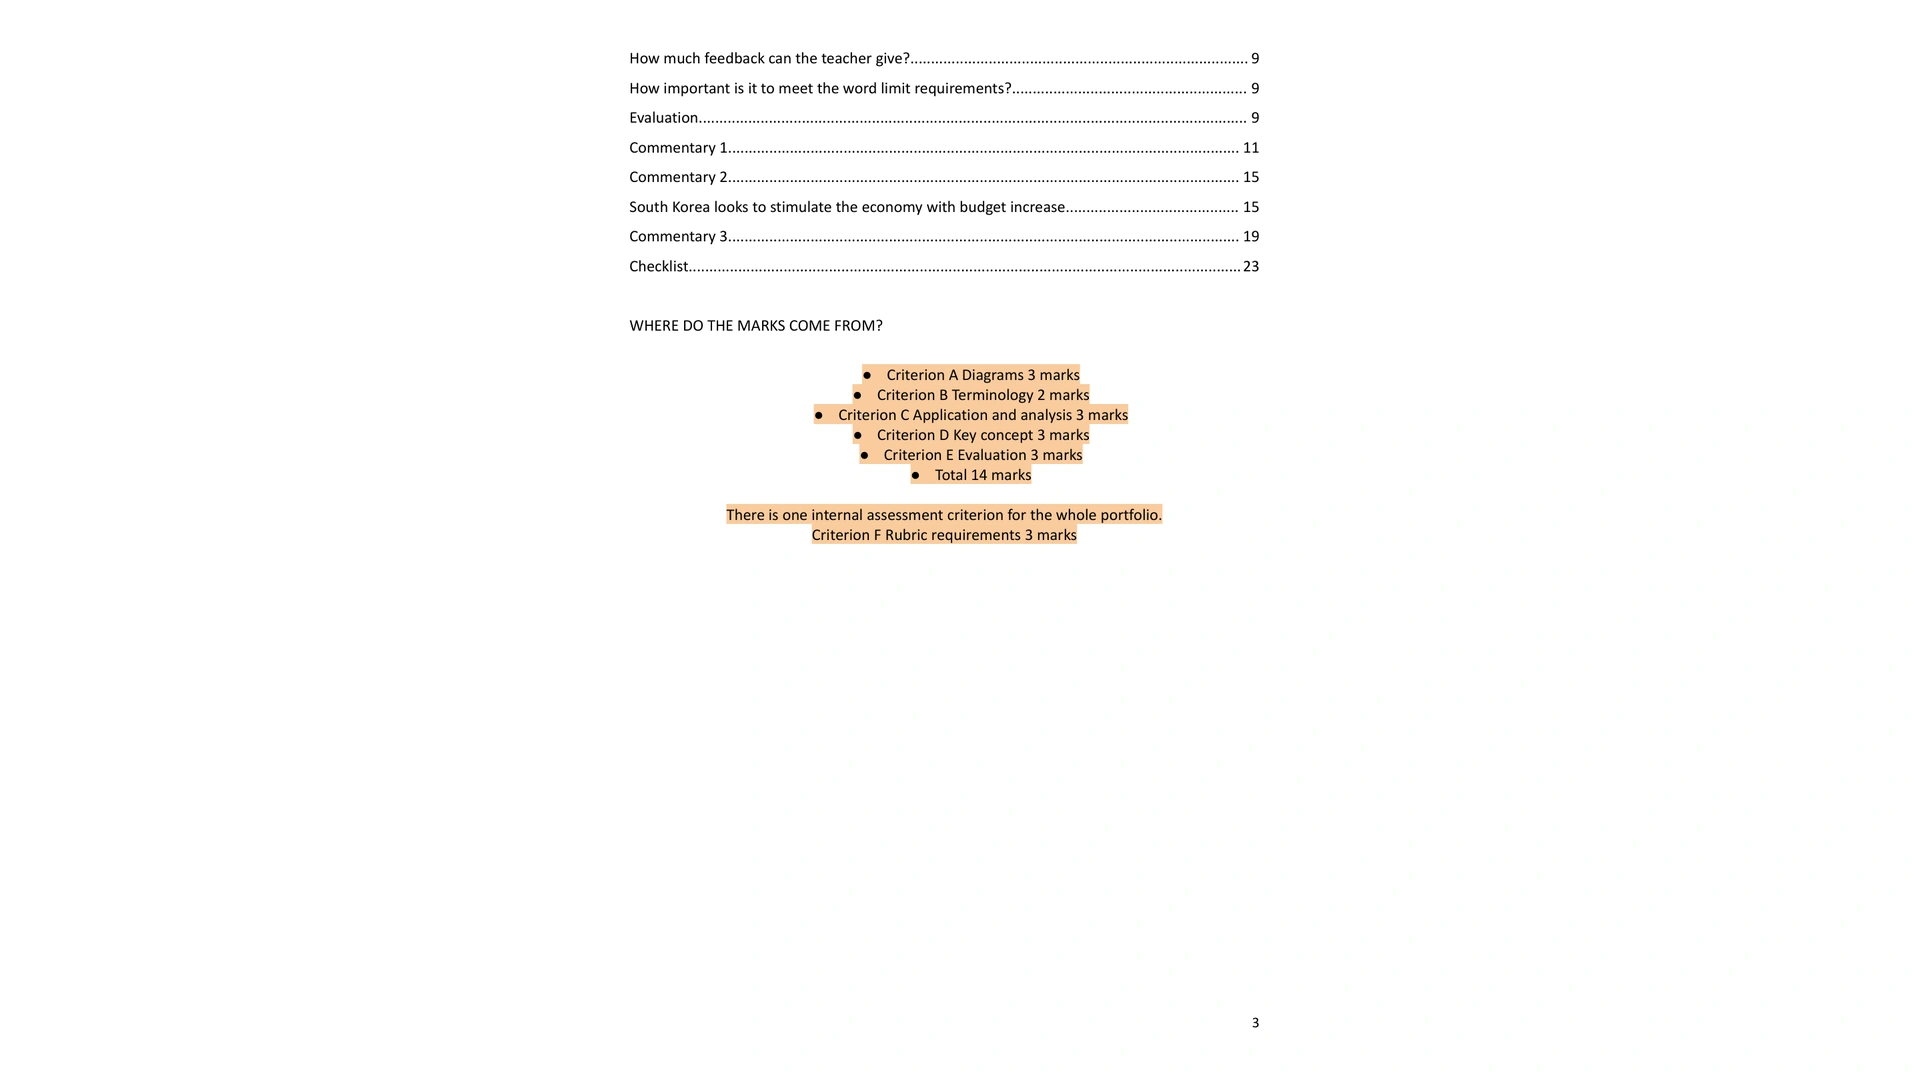 How much feedback can the teacher give?.................................................................................. 9
How important is it to meet the word limit requirements?......................................................... 9
Evaluation..................................................................................................................................... 9
Commentary 1............................................................................................................................ 11
Commentary 2............................................................................................................................ 15
South Korea looks to stimulate the economy with budget increase.......................................... 15
Commentary 3............................................................................................................................ 19
Checklist...................................................................................................................................... 23
WHERE DO THE MARKS COME FROM?
● Criterion A Diagrams 3 marks
● Criterion B Terminology 2 marks
● Criterion C Application and analysis 3 marks
● Criterion D Key concept 3 marks
● Criterion E Evaluation 3 marks
● Total 14 marks
There is one internal assessment criterion for the whole portfolio.
Criterion F Rubric requirements 3 marks
3